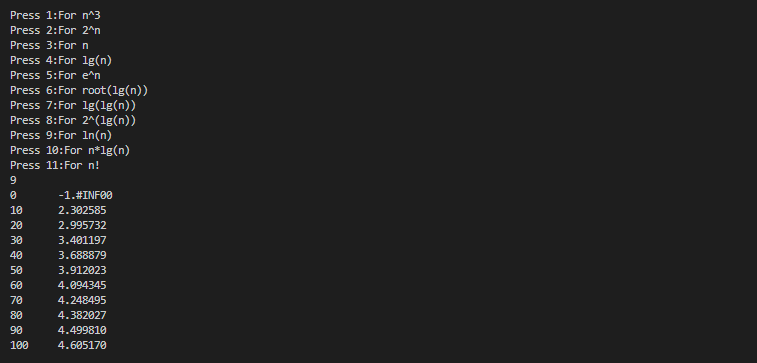 Press 1:For n^3
Press 2:For 2^n
Press 3:For n
Press 4:For lg(n)
Press 5:For e^n
Press 6:For root(lg(n))
Press 7:For lg(lg(n))
Press 8:For 2^(lg(n))
Press 9:For ln(n)
Press 10:For n*lg(n)
Press 11:For n!
9
0 -1.#INF00
10 2.302585
20 2.995732
30 3.401197
40 3.688879
50 3.912023
60 4.094345
70 4.248495
80 4.382027
90 4.499810
100 4.605170